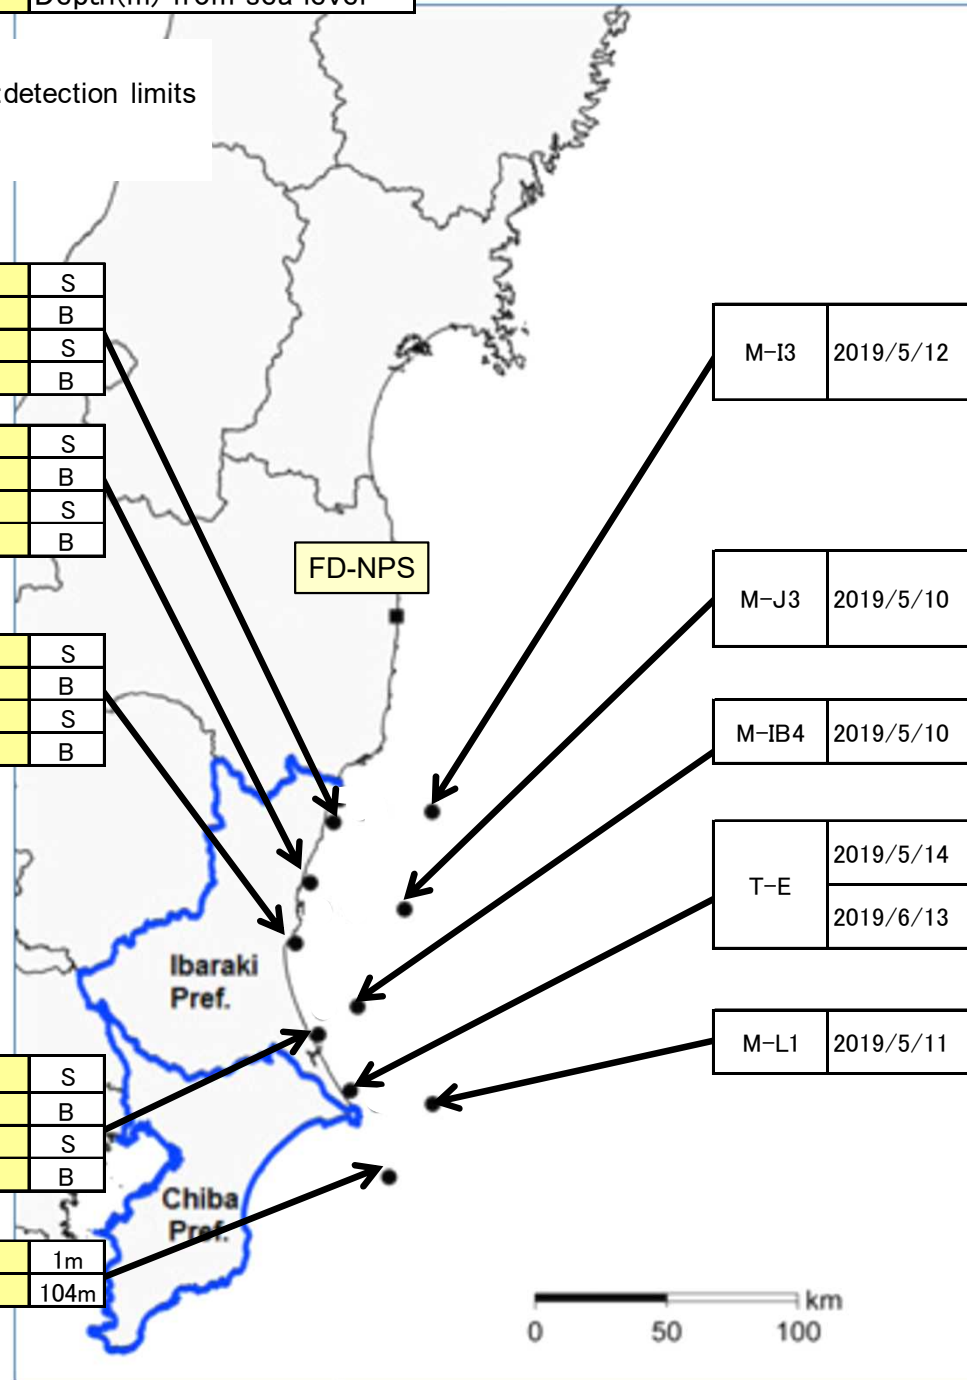 Depth(m) from sea level
detection limits
S
B
S
B
S
B
S
B
S
B
S
B
S
B
S
B
1m
104m
FD-NPS
Ibaraki
Pref.
Chiba
Pref.
M-I3 2019/5/12
M-J3 2019/5/10
M-IB4 2019/5/10
T-E
2019/5/14
2019/6/13
M-L1 2019/5/11
km
0 50 100